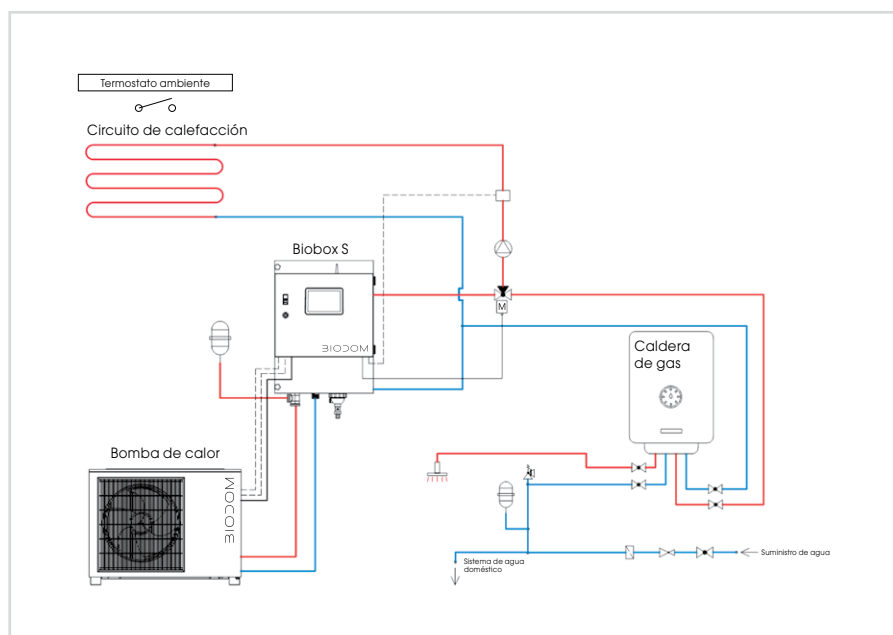 Termostato ambiente
Circuito de calefacción
Biobox S
BIODOM
M
Caldera
de gas
Bomba de calor
BIODOM
Sistema de agua
doméstico
Suministro de agua